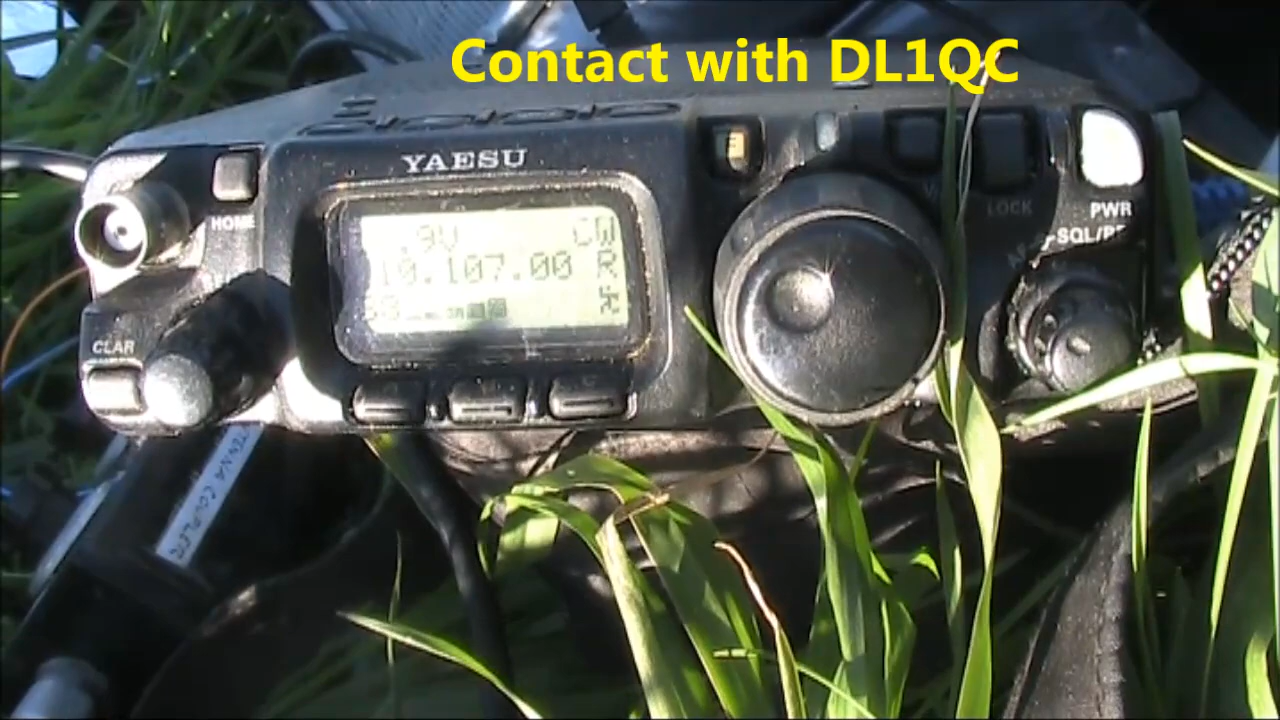 Contact with DL1QC
YAESU
HOME
9V CW
10.107.00 R
CLAR
LOCK
PWR